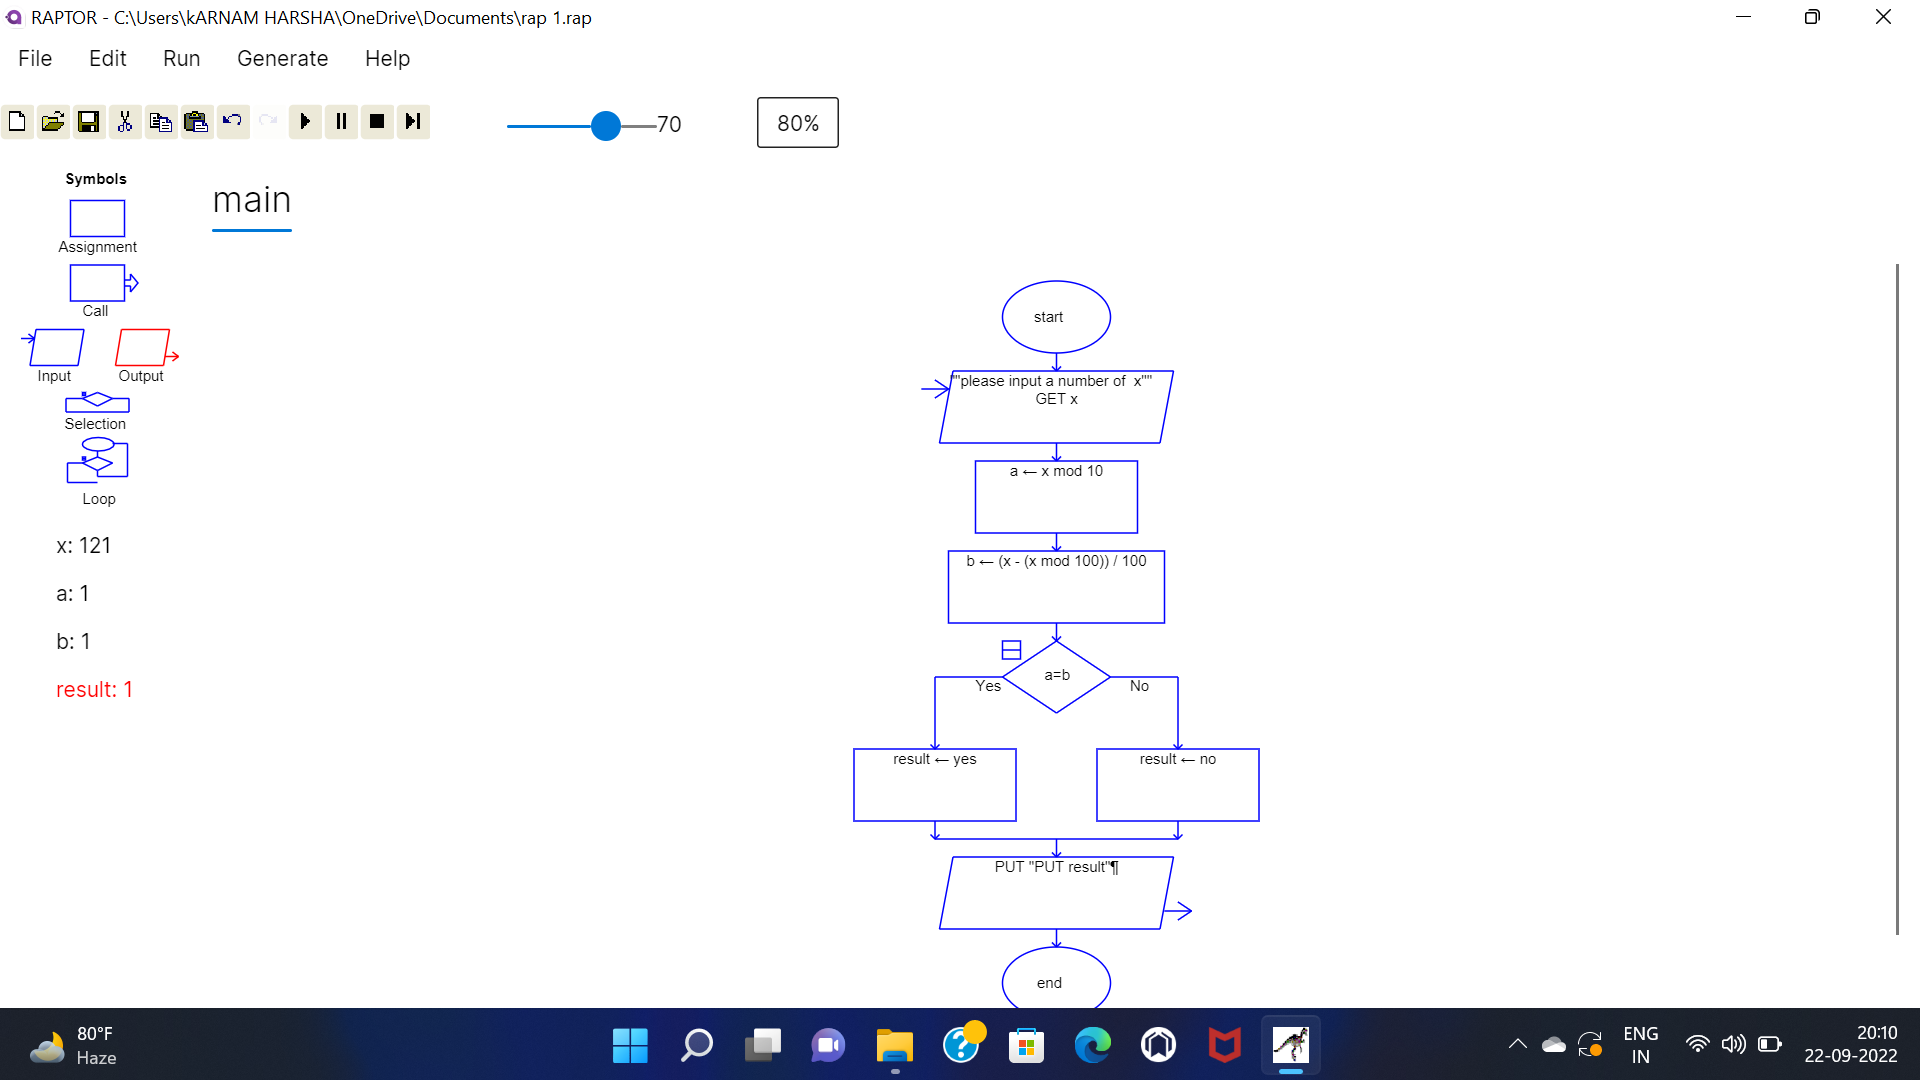 RAPTOR - C:\Users\kARNAM HARSHA\OneDrive\Documents\rap 1.rap
File Edit Run Generate Help
70
80%
Symbols
main
Assignment
Call
Input Output
Selection
Loop
x: 121
a: 1
b: 1
result: 1
start
""please input a number of  x""
GET x
a ← x mod 10
b ← (x - (x mod 100)) / 100
a=b
Yes No
result ← yes
result ← no
PUT "PUT result"¶
end
80°F
Haze
ENG
IN
20:10
22-09-2022